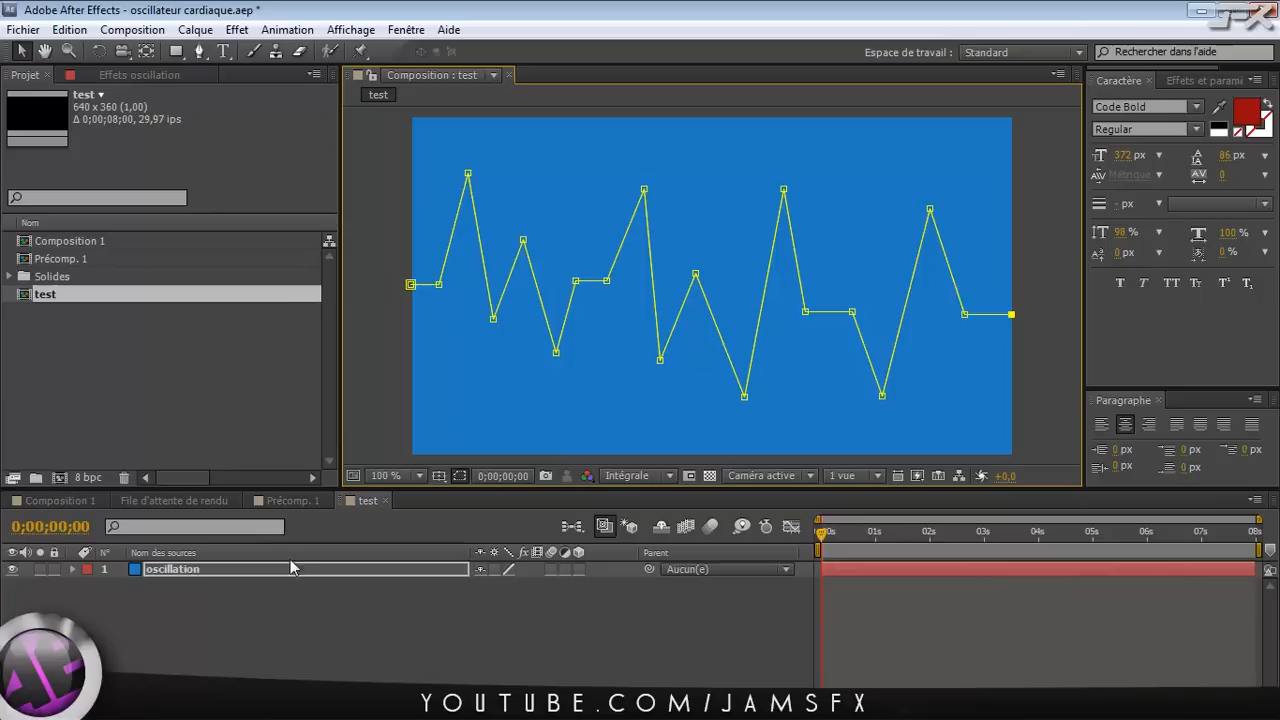 Adobe After Effects - oscillateur cardiaque.aep *
Fichier Edition Composition Calque Effet Animation Affichage Fenêtre Aide
Espace de travail : Standard
Rechercher dans l'aide
Projet
Effets oscillation
Composition : test
Caractère
Effets et parami
test
640 x 360 (1,00)
Δ 0;00;08;00, 29,97 ips
test
Code Bold
Regular
372 px
86 px
Métrique
0
- px
98 %
100 %
0 px
0 %
T T TT Tr T¹ T₁
Nom
Composition 1
Précomp. 1
Solides
test
Paragraphe
0 px 0 px 0 px
0 px 0 px
8 bpc
100 %
0;00;00;00
Intégrale
Caméra active
1 vue
+0,0
Composition 1
File d'attente de rendu
Précomp. 1
test
0;00;00;00
00s 01s 02s 03s 04s 05s 06s 07s 08s
N° Nom des sources
fx
Parent
1 oscillation
Aucun(e)
YOUTUBE.COM/JAMSFX